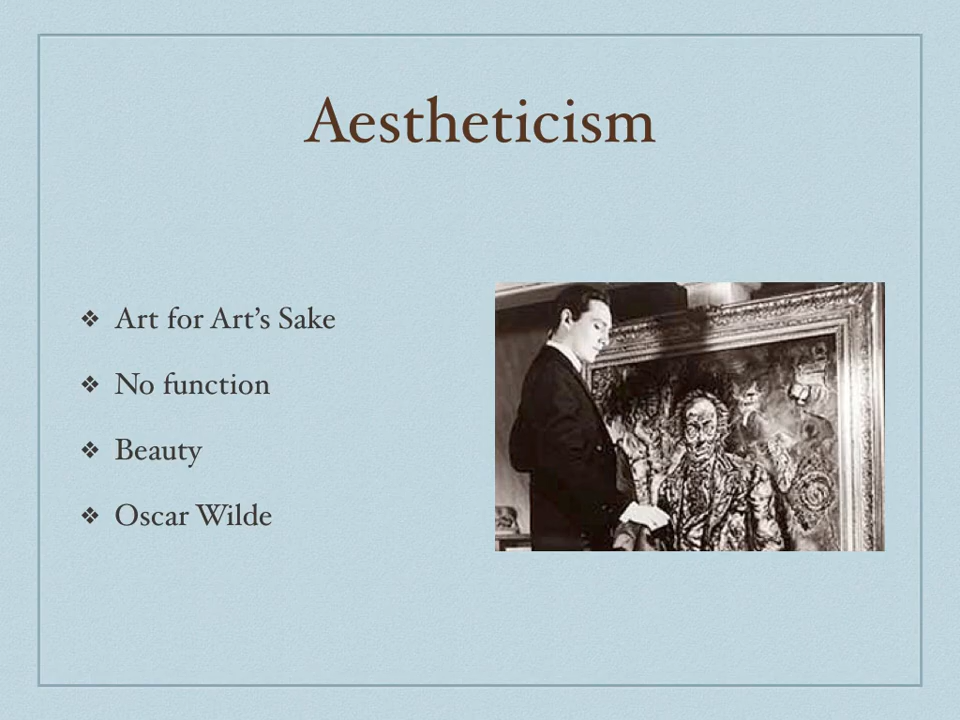 Aestheticism
❖ Art for Art’s Sake
❖ No function
❖ Beauty
❖ Oscar Wilde